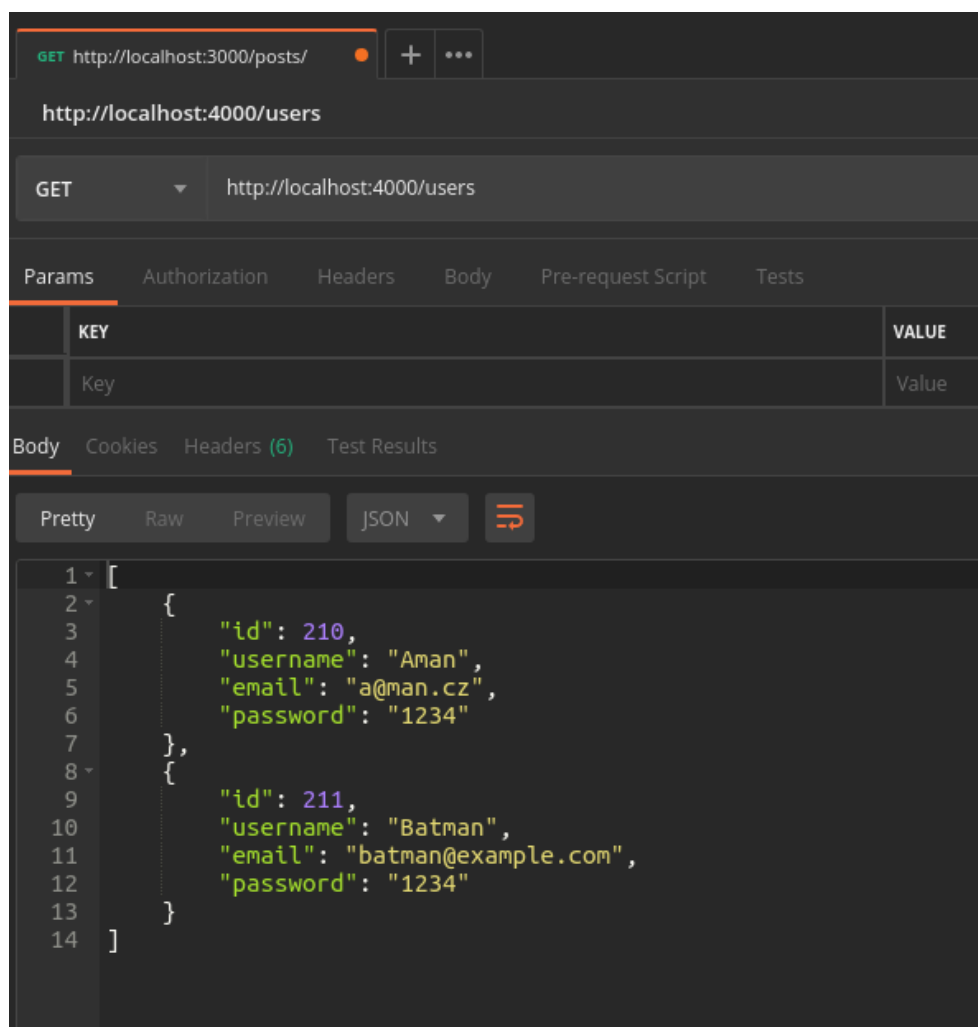 GET http://localhost:3000/posts/
http://localhost:4000/users
GET http://localhost:4000/users
Params Authorization Headers Body Pre-request Script Tests
KEY VALUE
Key Value
Body Cookies Headers (6) Test Results
Pretty Raw Preview JSON
1 [
2 {
3 "id": 210,
4 "username": "Aman",
5 "email": "a@man.cz",
6 "password": "1234"
7 },
8 {
9 "id": 211,
10 "username": "Batman",
11 "email": "batman@example.com",
12 "password": "1234"
13 }
14 ]